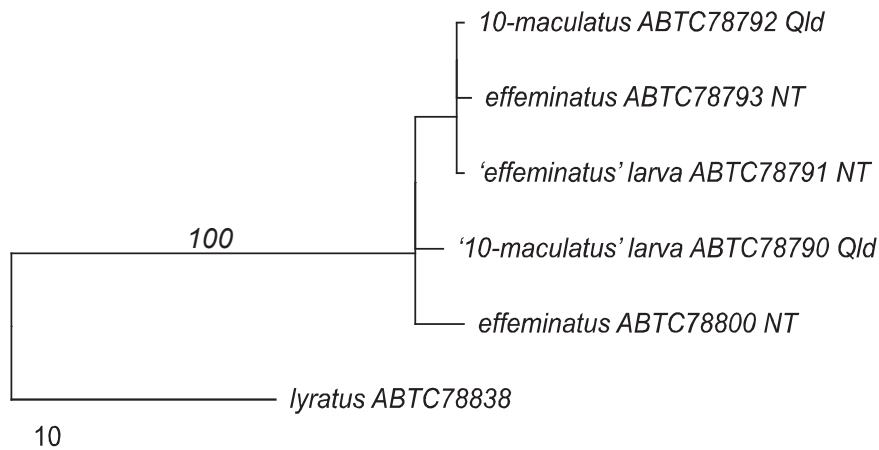 10-maculatus ABTC78792 Qld
effeminatus ABTC78793 NT
‘effeminatus’ larva ABTC78791 NT
100
‘10-maculatus’ larva ABTC78790 Qld
effeminatus ABTC78800 NT
lyratus ABTC78838
10